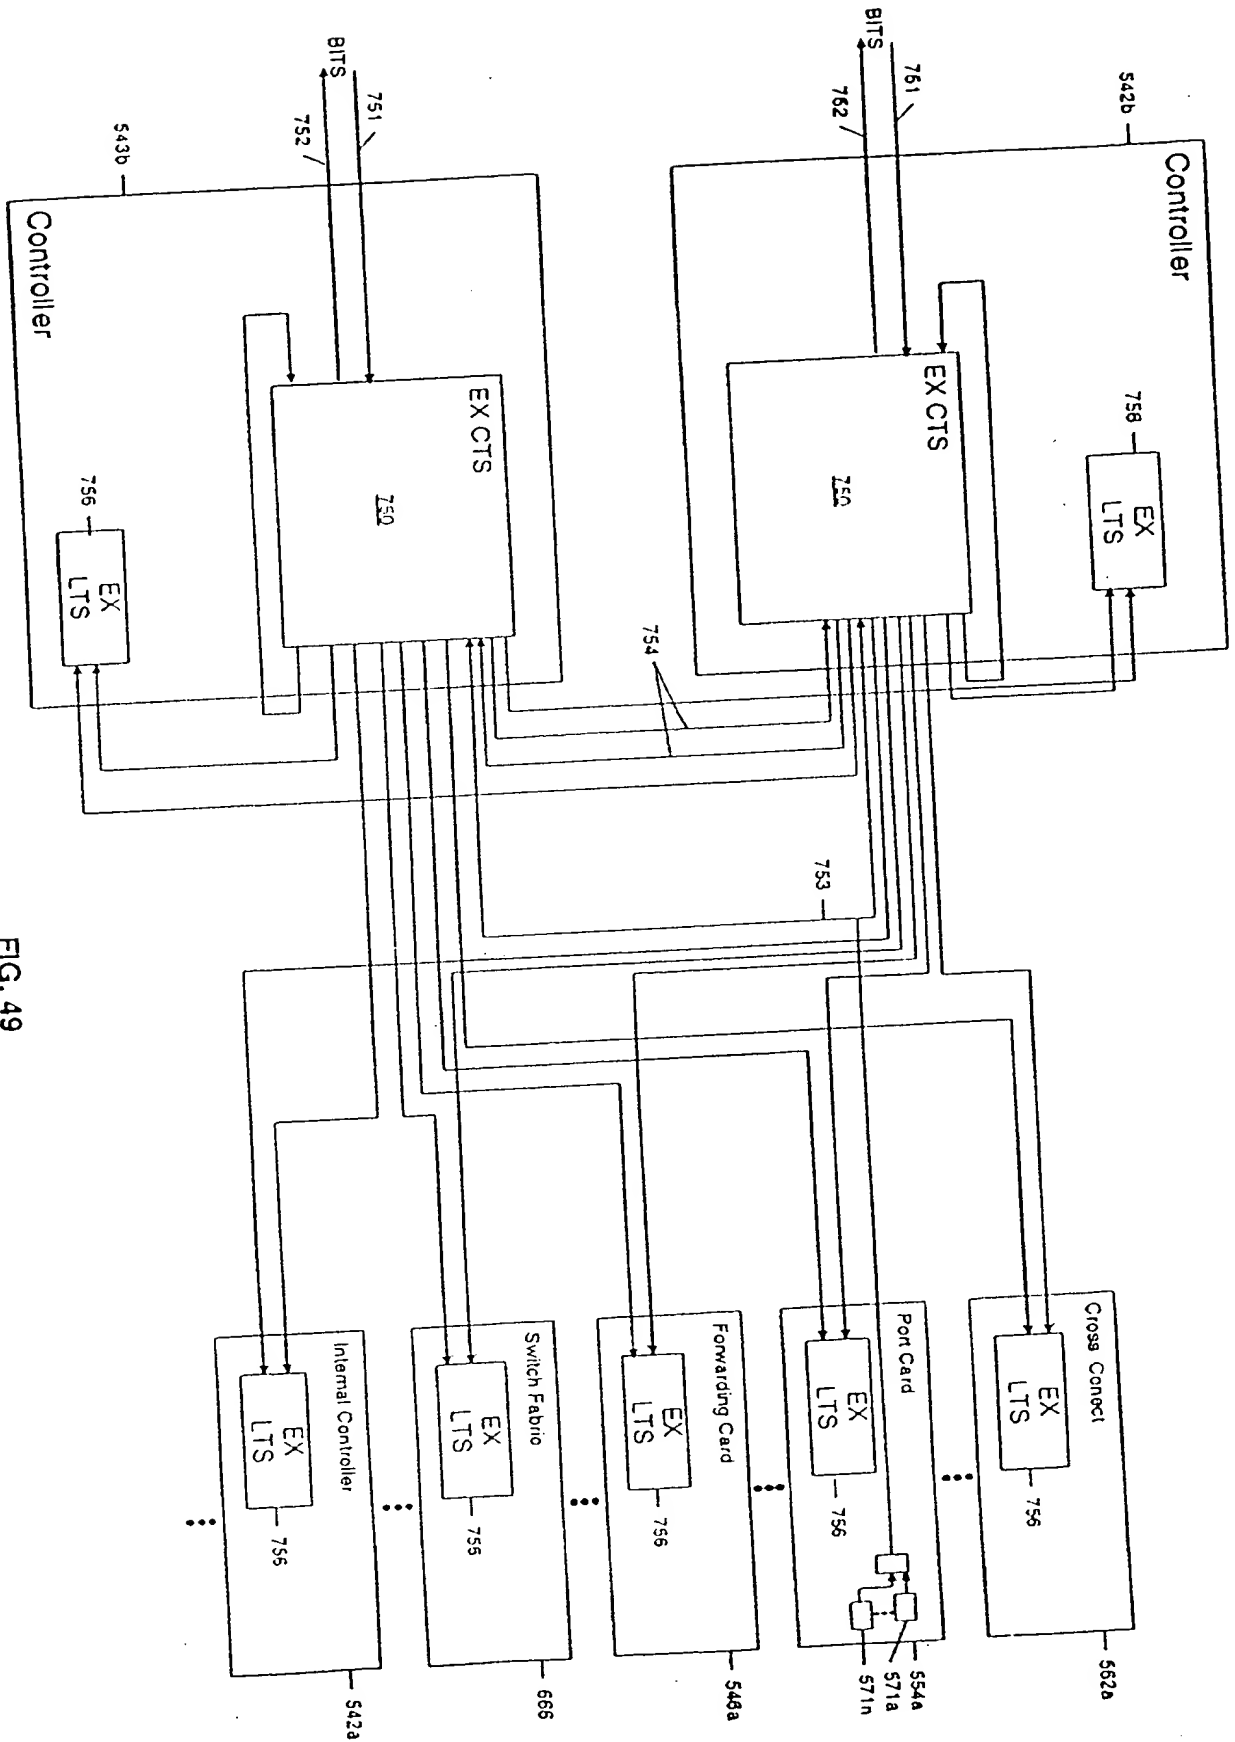 542b
Controller
758
EX
LTS
BITS
761
762
EX CTS
750
754
753
543b
BITS
751
752
EX CTS
750
756
EX
LTS
Controller
Cross Conect
EX
LTS
756
562a
Port Card
EX
LTS
756
554a
571a
571n
Forwarding Card
EX
LTS
756
546a
Switch Fabric
EX
LTS
755
666
Internal Controller
EX
LTS
756
542a
FIG. 49